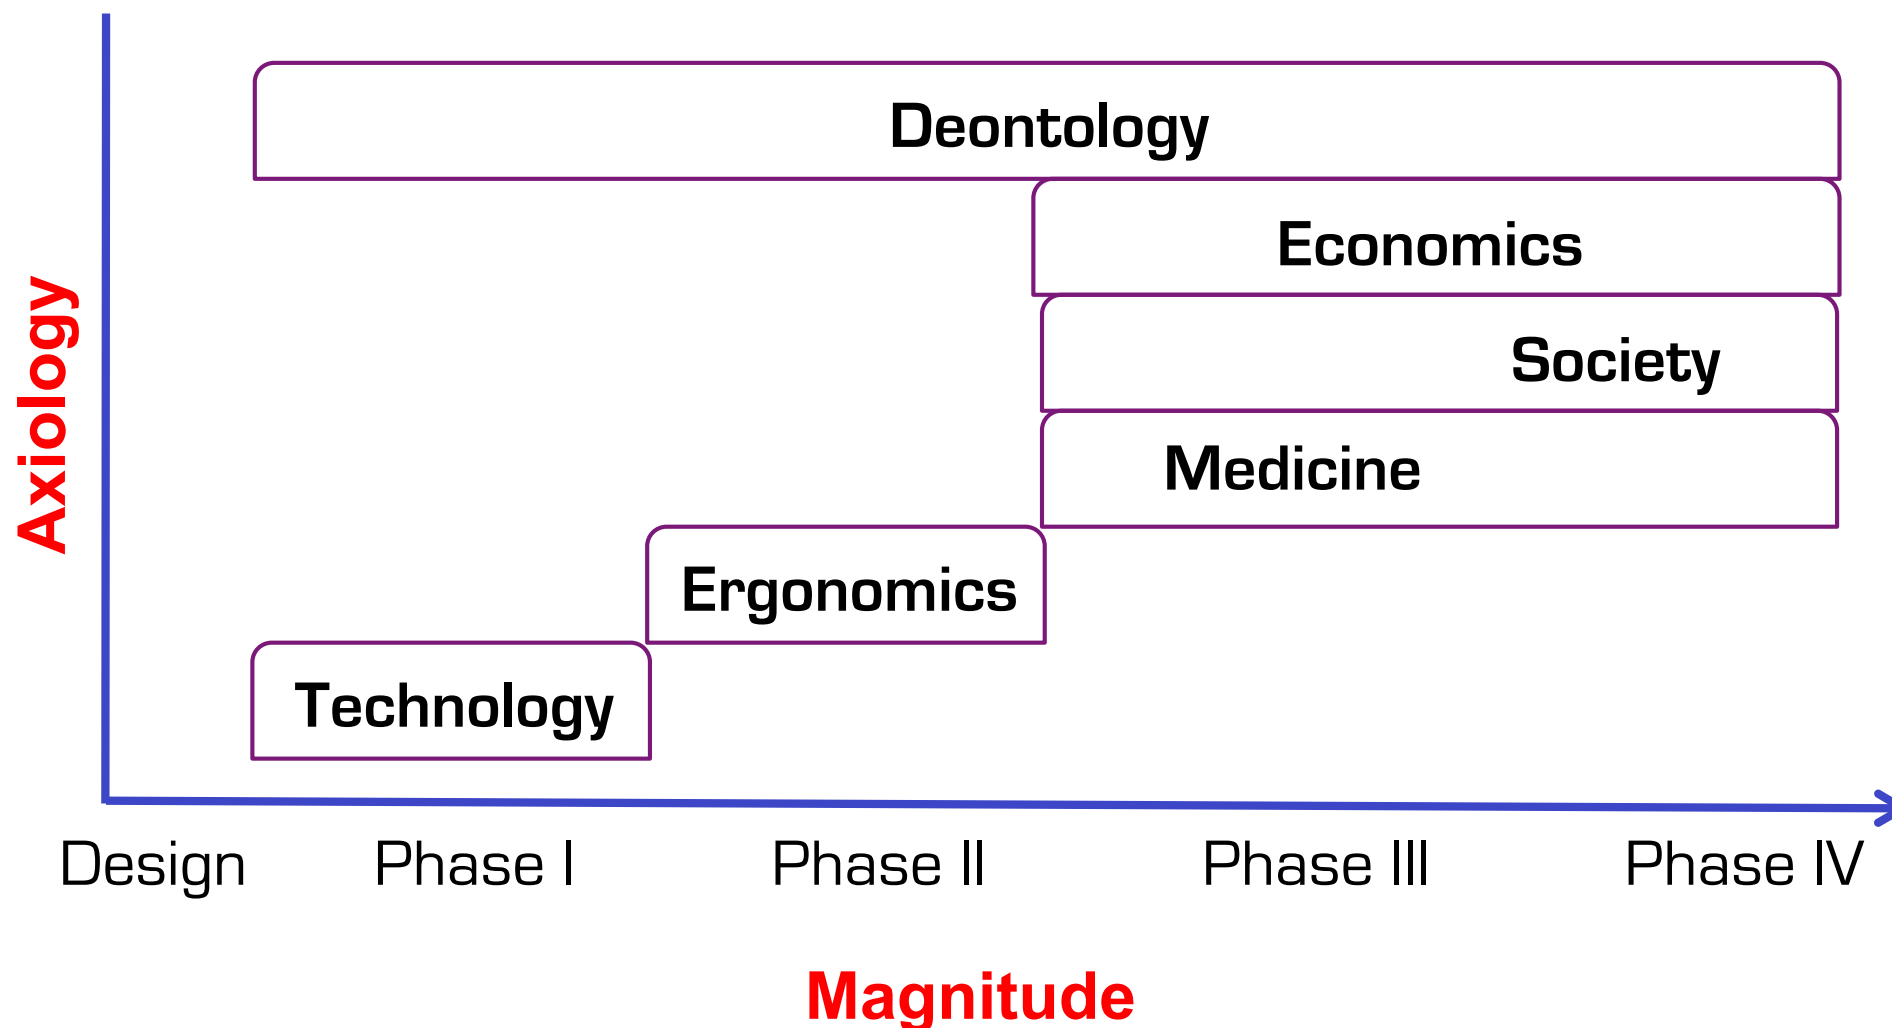 Deontology
Economics
Society
Medicine
Ergonomics
Technology
Axiology
Design Phase I Phase II Phase III Phase IV
Magnitude